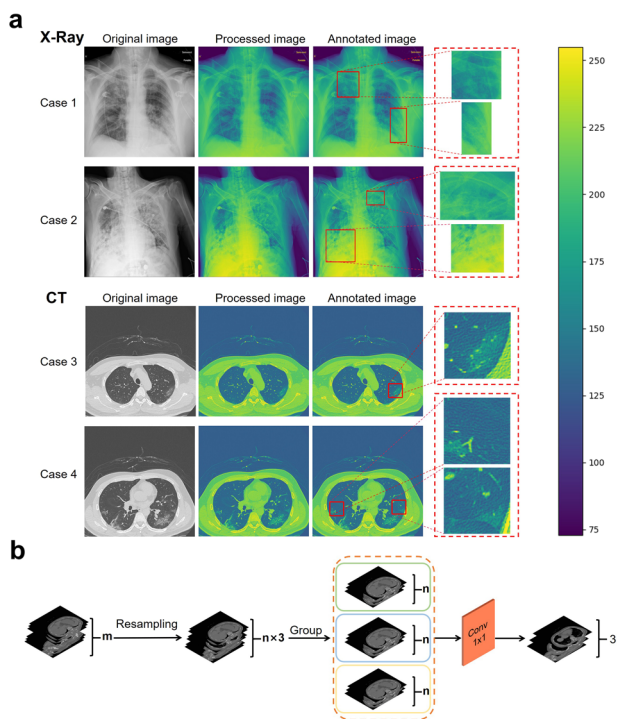 a
X-Ray
Original image Processed image Annotated image
Case 1
Case 2
CT
Original image Processed image Annotated image
Case 3
Case 4
250
225
200
175
150
125
100
75
b
m
Resampling
n×3
Group
n
n
n
Conv
1x1
3